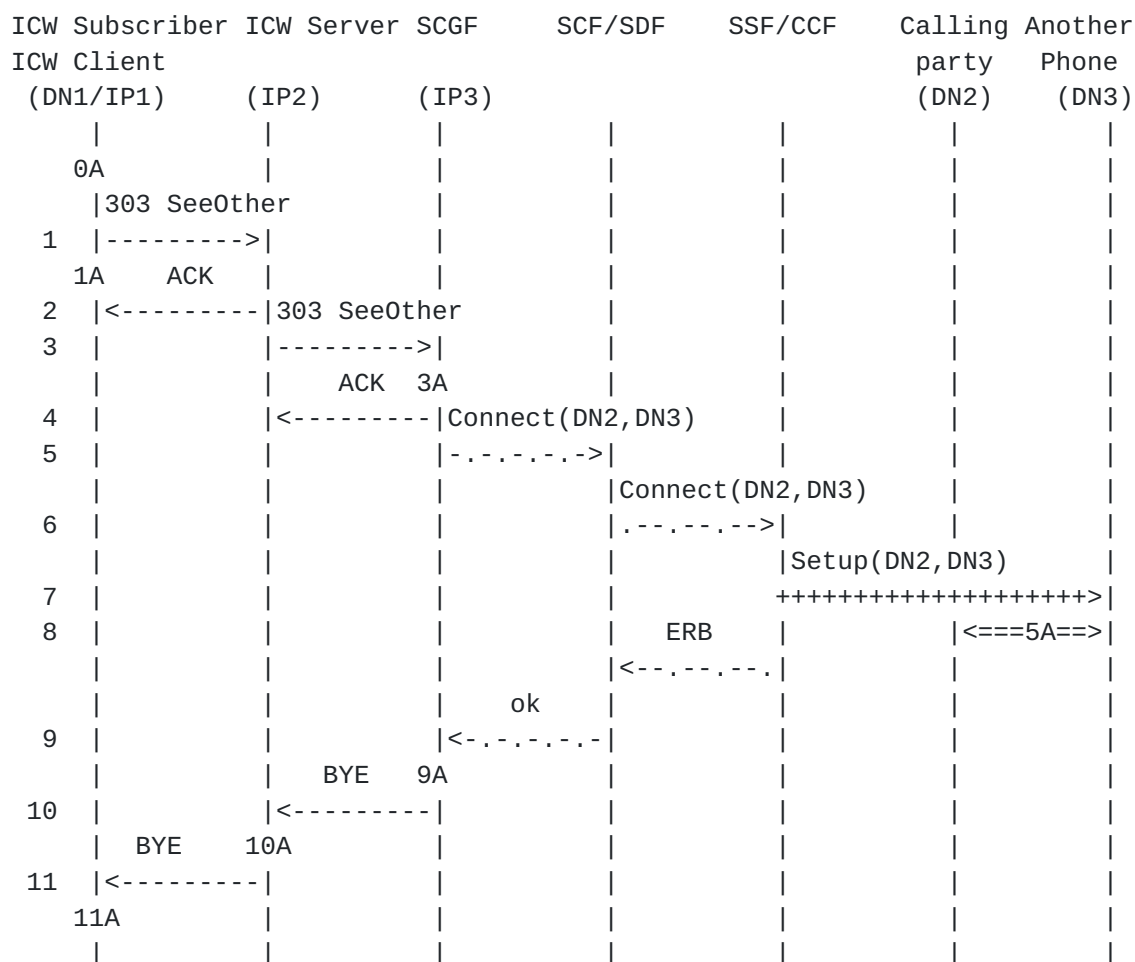 ICW Subscriber ICW Server SCGF    SCF/SDF    SSF/CCF    Calling Another
ICW Client                                                party   Phone
 (DN1/IP1)     (IP2)      (IP3)                           (DN2)    (DN3)
     |          |          |          |          |          |         |
    0A          |          |          |          |          |         |
     |303 SeeOther         |          |          |          |         |
  1  |--------->|          |          |          |          |         |
    1A    ACK   |          |          |          |          |         |
  2  |<---------|303 SeeOther         |          |          |         |
  3  |          |--------->|          |          |          |         |
     |          |    ACK  3A          |          |          |         |
  4  |          |<---------|Connect(DN2,DN3)     |          |         |
  5  |          |          |-.-.-.-.->|          |          |         |
     |          |          |          |Connect(DN2,DN3)     |         |
  6  |          |          |          |.--.--.-->|          |         |
     |          |          |          |          |Setup(DN2,DN3)      |
  7  |          |          |          |          ++++++++++++++++++++>|
  8  |          |          |          |   ERB    |          |<===5A==>|
     |          |          |          |<--.--.--.|          |         |
     |          |          |    ok    |          |          |         |
  9  |          |          |<-.-.-.-.-|          |          |         |
     |          |   BYE   9A          |          |          |         |
 10  |          |<---------|          |          |          |         |
     |  BYE    10A         |          |          |          |         |
 11  |<---------|          |          |          |          |         |
    11A         |          |          |          |          |         |
     |          |          |          |          |          |         |